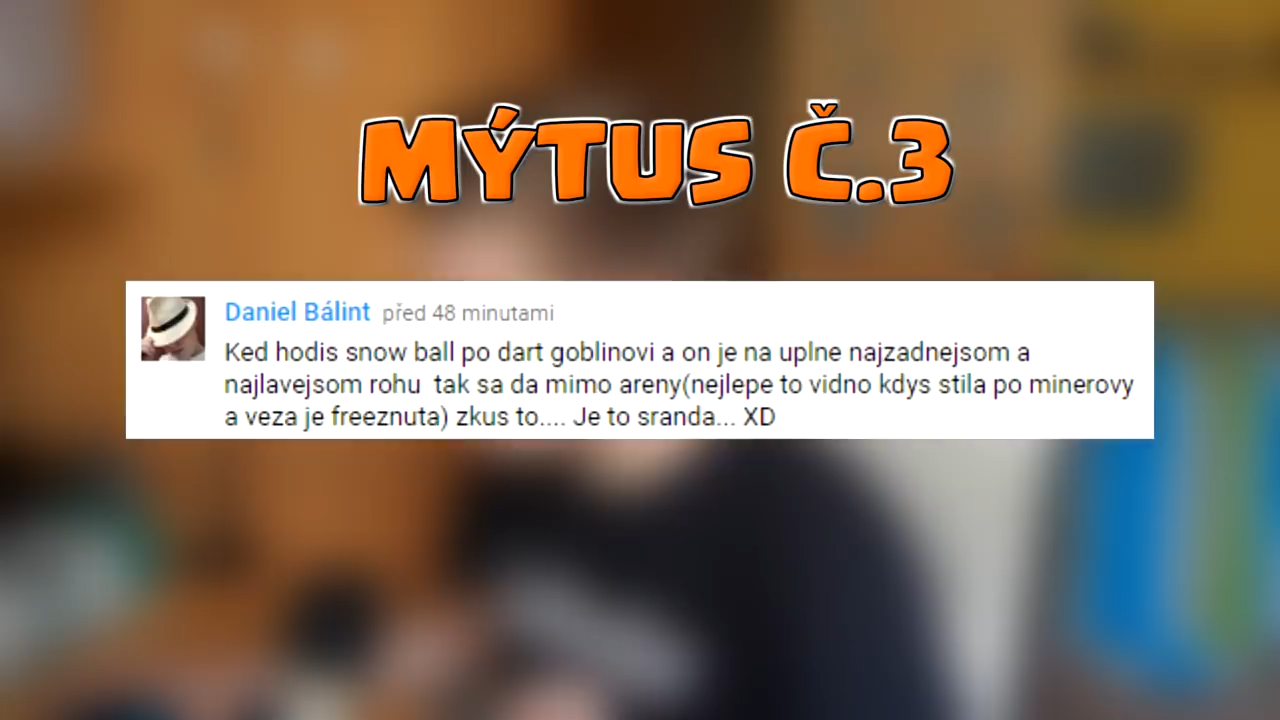 MÝTUS Č.3
Daniel Bálint před 48 minutami
Ked hodis snow ball po dart goblinovi a on je na uplne najzadnejsom a
najlavejsom rohu tak sa da mimo areny(nejlepe to vidno kdys stila po minerovy
a veza je freeznuta) zkus to.... Je to sranda... XD